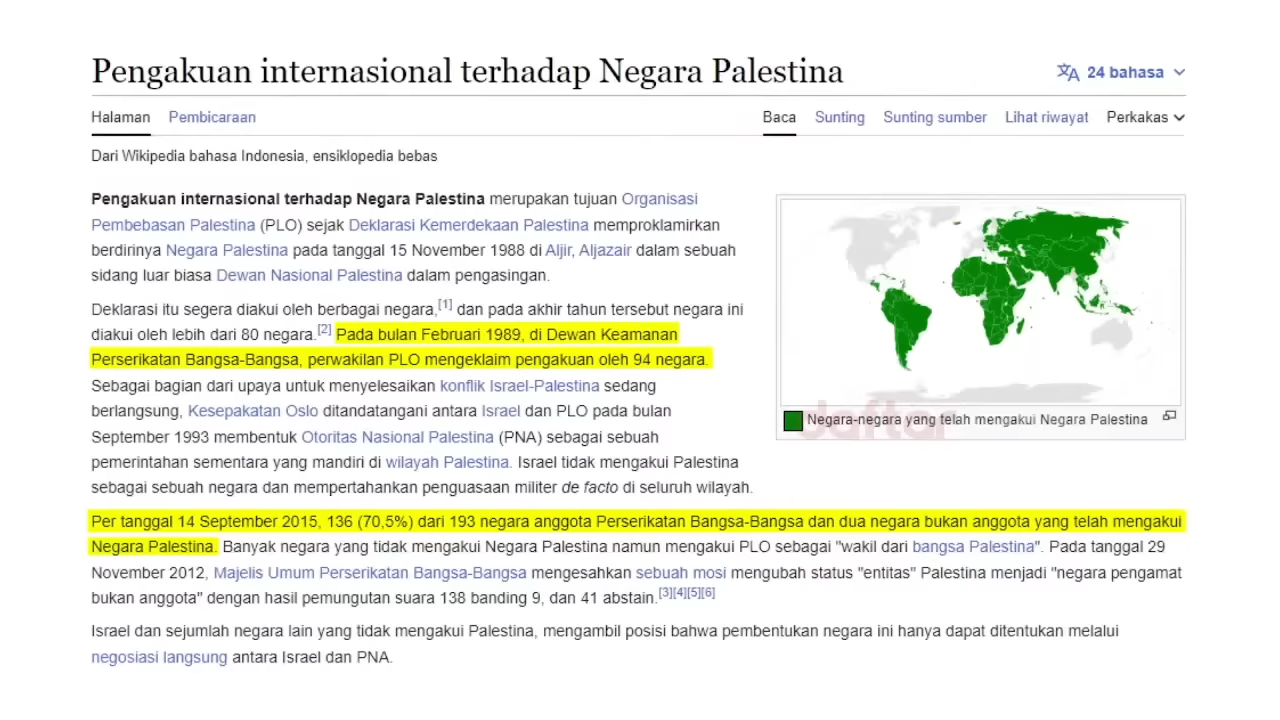 Pengakuan internasional terhadap Negara Palestina
24 bahasa
Halaman Pembicaraan Baca Sunting Sunting sumber Lihat riwayat Perkakas
Dari Wikipedia bahasa Indonesia, ensiklopedia bebas
Pengakuan internasional terhadap Negara Palestina merupakan tujuan Organisasi
Pembebasan Palestina (PLO) sejak Deklarasi Kemerdekaan Palestina memproklamirkan
berdirinya Negara Palestina pada tanggal 15 November 1988 di Aljir, Aljazair dalam sebuah
sidang luar biasa Dewan Nasional Palestina dalam pengasingan.
Deklarasi itu segera diakui oleh berbagai negara,[1] dan pada akhir tahun tersebut negara ini
diakui oleh lebih dari 80 negara.[2] Pada bulan Februari 1989, di Dewan Keamanan
Perserikatan Bangsa-Bangsa, perwakilan PLO mengeklaim pengakuan oleh 94 negara.
Sebagai bagian dari upaya untuk menyelesaikan konflik Israel-Palestina sedang
berlangsung, Kesepakatan Oslo ditandatangani antara Israel dan PLO pada bulan
September 1993 membentuk Otoritas Nasional Palestina (PNA) sebagai sebuah
pemerintahan sementara yang mandiri di wilayah Palestina. Israel tidak mengakui Palestina
sebagai sebuah negara dan mempertahankan penguasaan militer de facto di seluruh wilayah.
daftar
Negara-negara yang telah mengakui Negara Palestina
Per tanggal 14 September 2015, 136 (70,5%) dari 193 negara anggota Perserikatan Bangsa-Bangsa dan dua negara bukan anggota yang telah mengakui
Negara Palestina. Banyak negara yang tidak mengakui Negara Palestina namun mengakui PLO sebagai "wakil dari bangsa Palestina". Pada tanggal 29
November 2012, Majelis Umum Perserikatan Bangsa-Bangsa mengesahkan sebuah mosi mengubah status "entitas" Palestina menjadi "negara pengamat
bukan anggota" dengan hasil pemungutan suara 138 banding 9, dan 41 abstain.[3][4][5][6]
Israel dan sejumlah negara lain yang tidak mengakui Palestina, mengambil posisi bahwa pembentukan negara ini hanya dapat ditentukan melalui
negosiasi langsung antara Israel dan PNA.